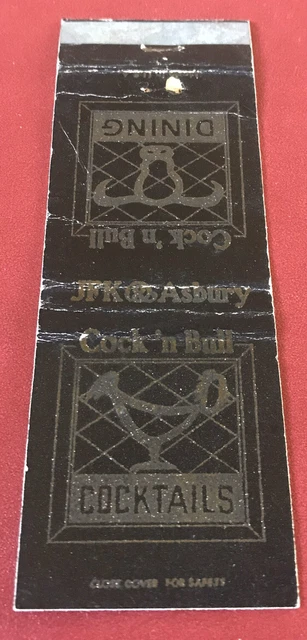 DINING
Cock 'n Bull
JFK @ Asbury
Cock 'n Bull
COCKTAILS
CLOSE COVER FOR SAFETY